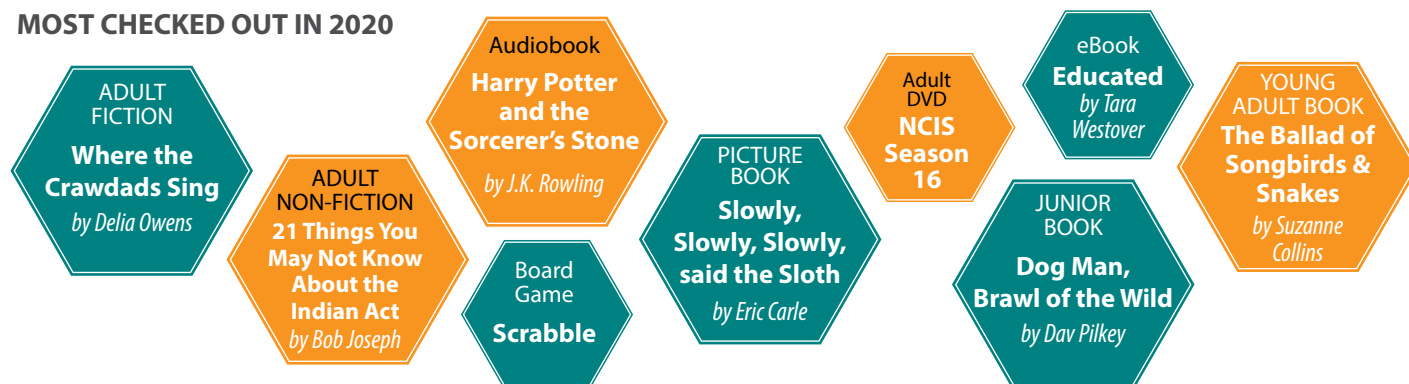 MOST CHECKED OUT IN 2020
ADULT
FICTION
Where the
Crawdads Sing
by Delia Owens
ADULT
NON-FICTION
21 Things You
May Not Know
About the
Indian Act
by Bob Joseph
Audiobook
Harry Potter
and the
Sorcerer's Stone
by J.K. Rowling
Board
Game
Scrabble
PICTURE
BOOK
Slowly,
Slowly, Slowly,
said the Sloth
by Eric Carle
Adult
DVD
NCIS
Season
16
eBook
Educated
by Tara
Westover
JUNIOR
BOOK
Dog Man,
Brawl of the Wild
by Dav Pilkey
YOUNG
ADULT BOOK
The Ballad of
Songbirds &
Snakes
by Suzanne
Collins